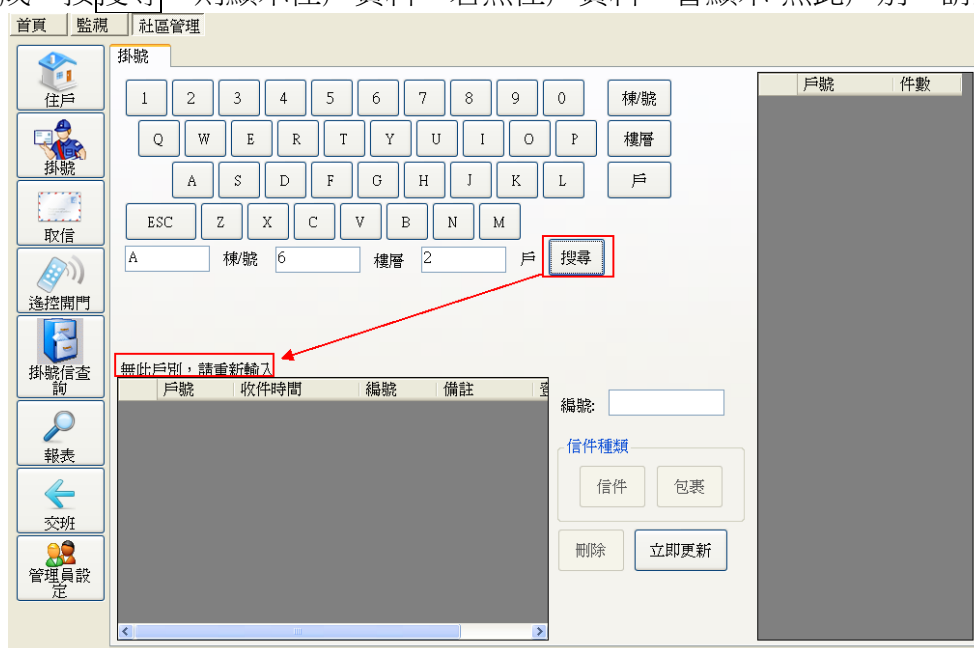 首頁 監視 社區管理
掛號
住戶
掛號
取信
遙控開門
掛號信查
詢
報表
交班
管理員設
定
1 2 3 4 5 6 7 8 9 0 棟/號
Q W E R T Y U I O P 樓層
A S D F G H J K L 戶
ESC Z X C V B N M
A 棟/號 6 樓層 2 戶 搜尋
無此戶別，請重新輸入
戶號 收件時間 編號 備註
編號:
信件種類
信件 包裹
刪除 立即更新
戶號 件數